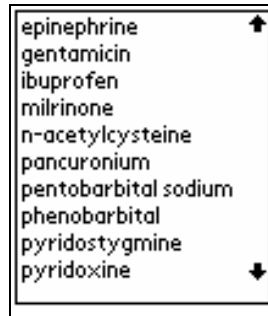 epinephrine
gentamicin
ibuprofen
milrinone
n-acetylcysteine
pancuronium
pentobarbital sodium
phenobarbital
pyridostygmine
pyridoxine